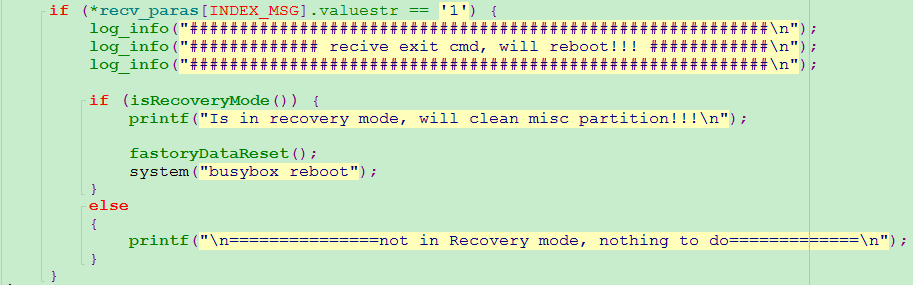 if (*recv_paras[INDEX_MSG].valuestr == '1') {
log_info("##########################################################\n");
log_info("############# recive exit cmd, will reboot!!! ############\n");
log_info("##########################################################\n");
if (isRecoveryMode()) {
printf("Is in recovery mode, will clean misc partition!!!\n");
fastoryDataReset();
system("busybox reboot");
}
else
{
printf("\n===============not in Recovery mode, nothing to do=============\n");
}
}